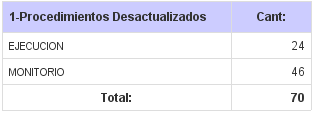 1-Procedimientos Desactualizados Cant:
EJECUCION 24
MONITORIO 46
Total: 70